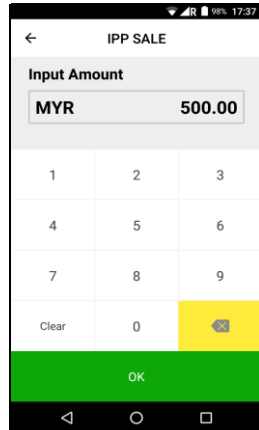 R 98% 17:37
IPP SALE
Input Amount
MYR 500.00
1 2 3
4 5 6
7 8 9
Clear 0
OK